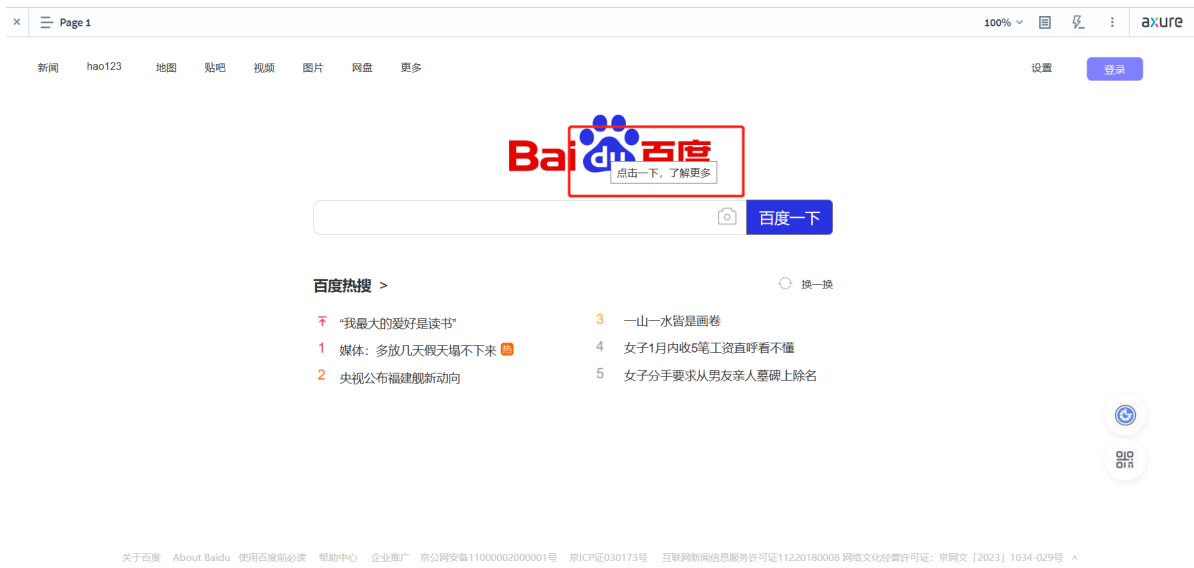 Page 1
100%
axure
新闻 hao123 地图 贴吧 视频 图片 网盘 更多 设置 登录
Bai du 百度
点击一下，了解更多
百度一下
百度热搜 > 换一换
“我最大的爱好是读书”
1 媒体：多放几天假天塌不下来 热
2 央视公布福建舰新动向
3 一山一水皆是画卷
4 女子1月内收5笔工资直呼看不懂
5 女子分手要求从男友亲人墓碑上除名
关于百度 About Baidu 使用百度前必读 帮助中心 企业推广 京公网安备11000002000001号 京ICP证030173号 互联网新闻信息服务许可证11220180008 网络文化经营许可证：京网文〔2023〕1034-029号